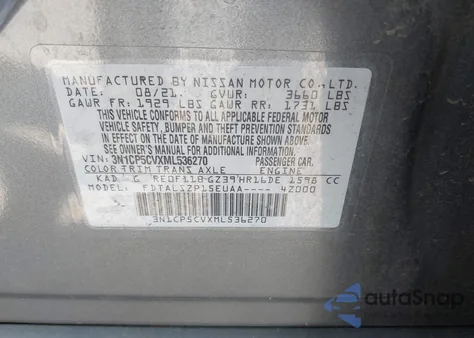 MANUFACTURED BY NISSAN MOTOR CO., LTD.
DATE: 08/21 GVWR: 3660 LBS
GAWR FR: 1929 LBS GAWR RR: 1731 LBS
THIS VEHICLE CONFORMS TO ALL APPLICABLE FEDERAL MOTOR
VEHICLE SAFETY, BUMPER AND THEFT PREVENTION STANDARDS
IN EFFECT ON THE DATE OF MANUFACTURE SHOWN ABOVE.
See OWNER'S MANUAL for more information.
VIN: 3N1CP5CVXML536270 PASSENGER CAR.
COLOR TRIM TRANS AXLE ENGINE
KAD G RE0F11B-GZ39 HR16DE 1598 CC
MODEL: FDTALSZP15EUAA---- 42000
3N1CP5CVXML536270
autoSnap